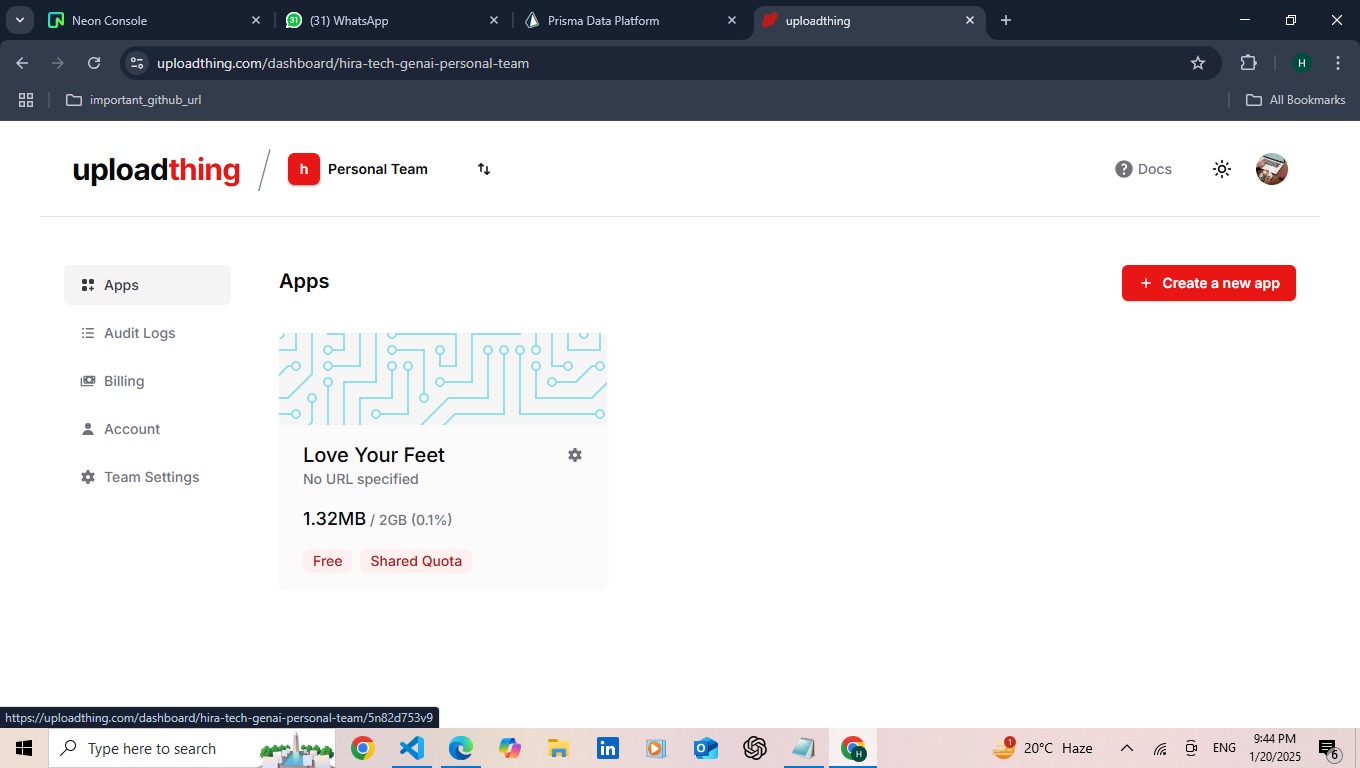 Neon Console
31
(31) WhatsApp
Prisma Data Platform
uploadthing
uploadthing.com/dashboard/hira-tech-genai-personal-team
H
important_github_url
All Bookmarks
uploadthing
h
Personal Team
? Docs
Apps
Audit Logs
Billing
Account
Team Settings
Apps
+ Create a new app
Love Your Feet
No URL specified
1.32MB / 2GB (0.1%)
Free
Shared Quota
https://uploadthing.com/dashboard/hira-tech-genai-personal-team/5n82d753v9
Type here to search
in
H
1
20°C Haze
ENG
9:44 PM
1/20/2025
6